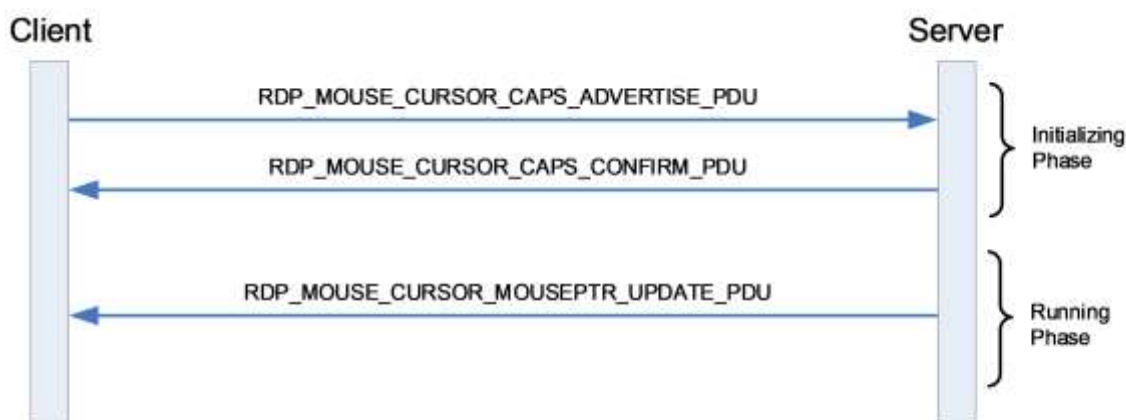 Client
Server
RDP_MOUSE_CURSOR_CAPS_ADVERTISE_PDU
Initializing
Phase
RDP_MOUSE_CURSOR_CAPS_CONFIRM_PDU
RDP_MOUSE_CURSOR_MOUSEPTR_UPDATE_PDU
Running
Phase